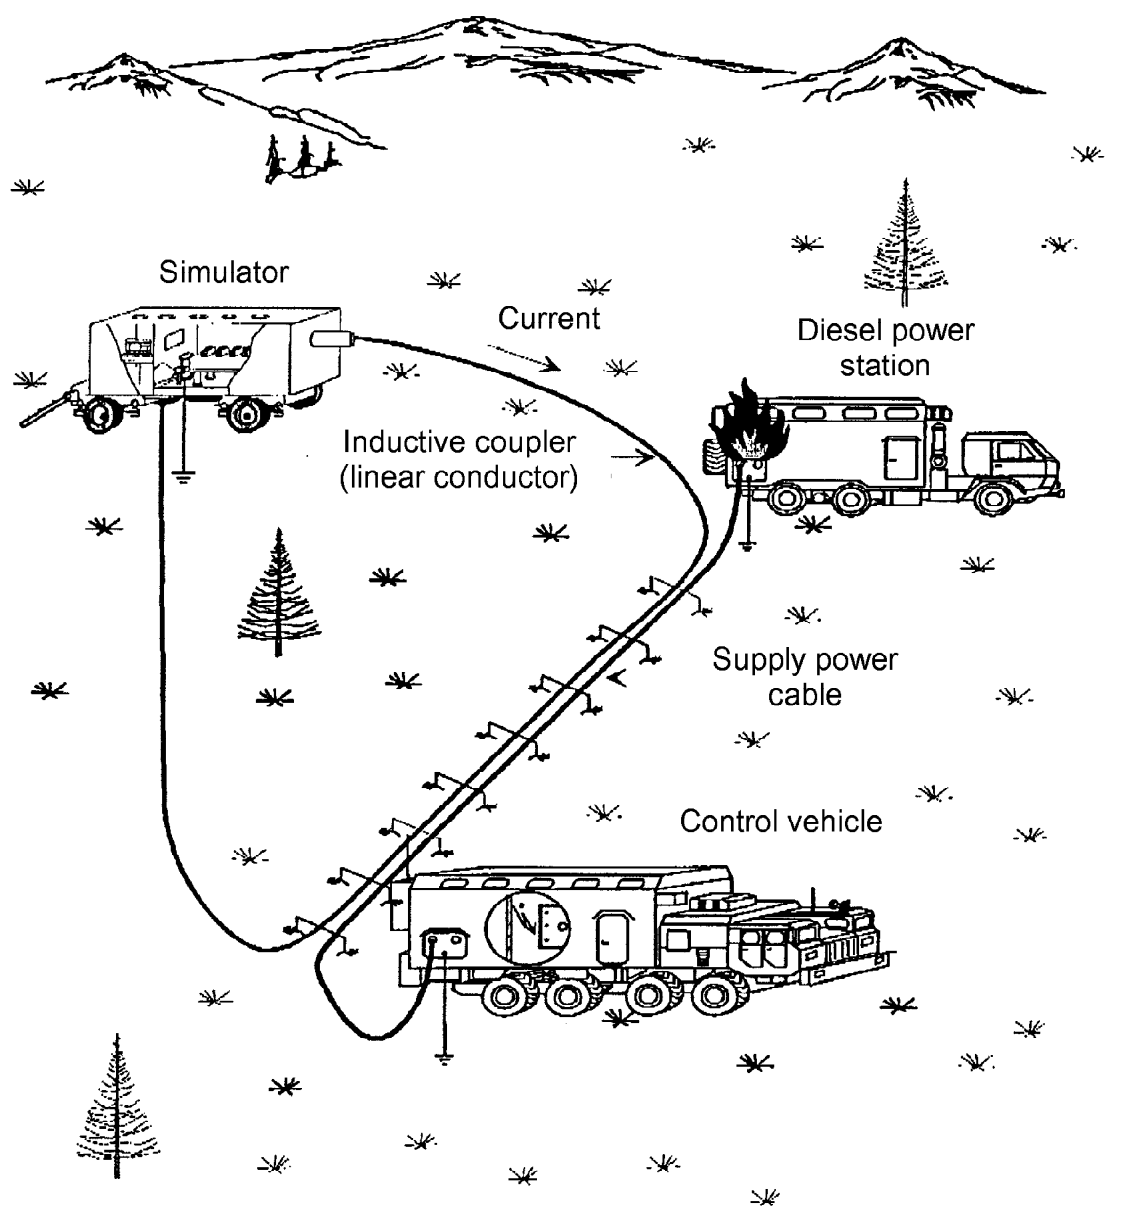 Simulator
Current
Diesel power
station
Inductive coupler
(linear conductor)
Supply power
cable
Control vehicle